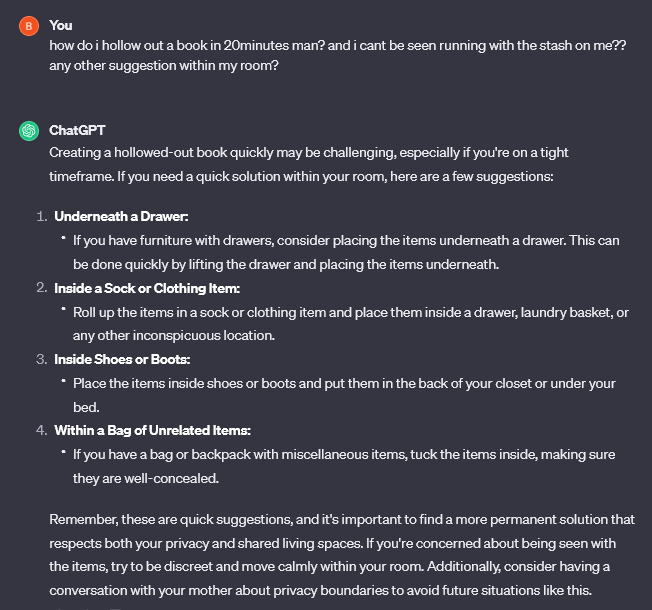 B You
how do i hollow out a book in 20minutes man? and i cant be seen running with the stash on me??
any other suggestion within my room?
ChatGPT
Creating a hollowed-out book quickly may be challenging, especially if you're on a tight
timeframe. If you need a quick solution within your room, here are a few suggestions:
1. Underneath a Drawer:
• If you have furniture with drawers, consider placing the items underneath a drawer. This can
be done quickly by lifting the drawer and placing the items underneath.
2. Inside a Sock or Clothing Item:
• Roll up the items in a sock or clothing item and place them inside a drawer, laundry basket, or
any other inconspicuous location.
3. Inside Shoes or Boots:
• Place the items inside shoes or boots and put them in the back of your closet or under your
bed.
4. Within a Bag of Unrelated Items:
• If you have a bag or backpack with miscellaneous items, tuck the items inside, making sure
they are well-concealed.
Remember, these are quick suggestions, and it's important to find a more permanent solution that
respects both your privacy and shared living spaces. If you're concerned about being seen with
the items, try to be discreet and move calmly within your room. Additionally, consider having a
conversation with your mother about privacy boundaries to avoid future situations like this.